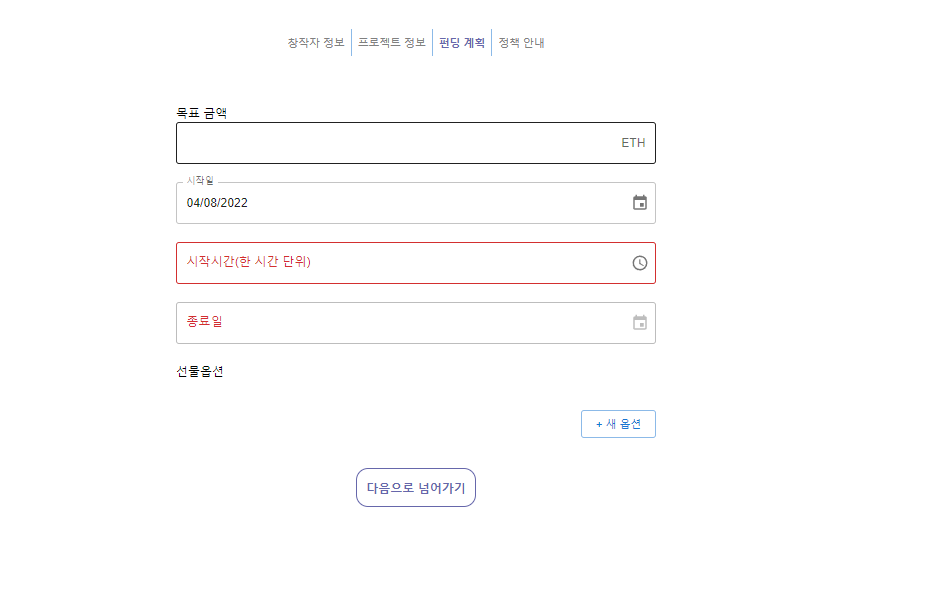 창작자 정보 프로젝트 정보 펀딩 계획 정책 안내
목표 금액
ETH
시작일
04/08/2022
시작시간(한 시간 단위)
종료일
선물옵션
+ 새 옵션
다음으로 넘어가기